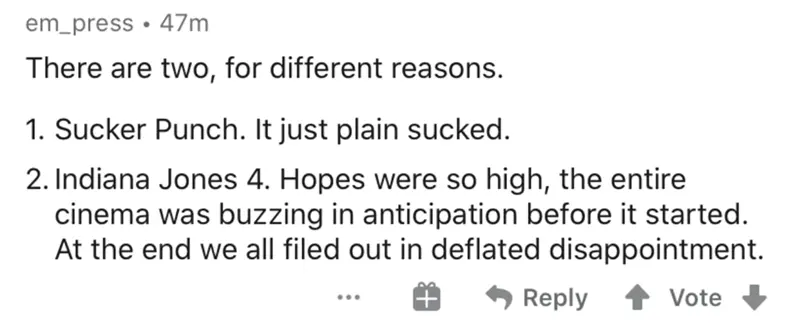 em_press • 47m
There are two, for different reasons.
1. Sucker Punch. It just plain sucked.
2. Indiana Jones 4. Hopes were so high, the entire
cinema was buzzing in anticipation before it started.
At the end we all filed out in deflated disappointment.
... Reply Vote